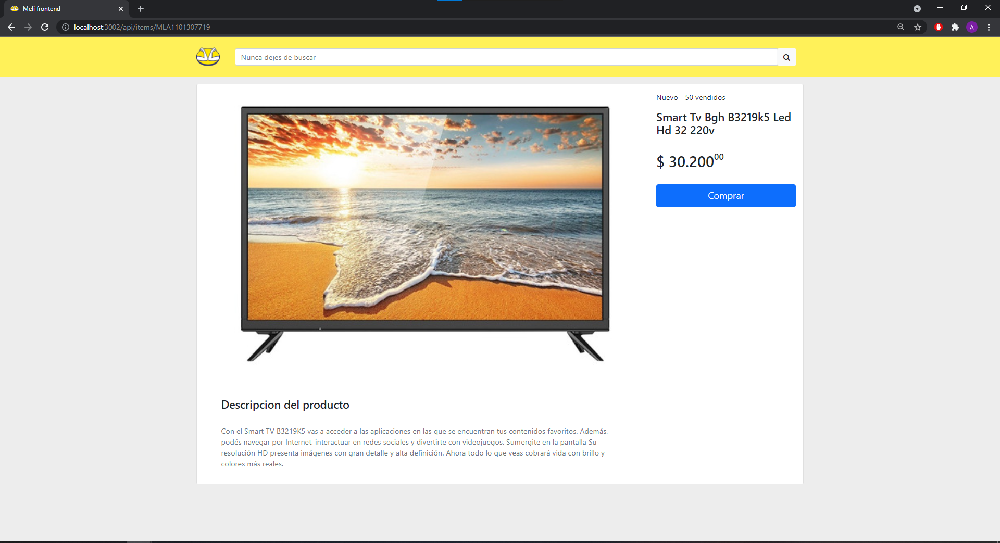 Meli frontend
localhost:3002/api/items/MLA1101307719
A
Nunca dejes de buscar
Nuevo - 50 vendidos
Smart Tv Bgh B3219k5 Led
Hd 32 220v
$ 30.20000
Comprar
Descripcion del producto
Con el Smart TV B3219K5 vas a acceder a las aplicaciones en las que se encuentran tus contenidos favoritos. Además,
podés navegar por Internet, interactuar en redes sociales y divertirte con videojuegos. Sumergite en la pantalla Su
resolución HD presenta imágenes con gran detalle y alta definición. Ahora todo lo que veas cobrará vida con brillo y
colores más reales.